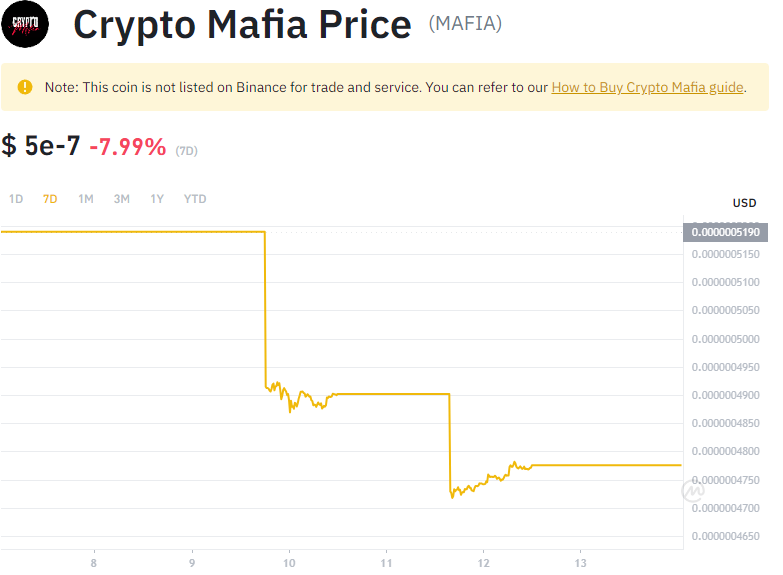 CRYPTO
Crypto Mafia Price (MAFIA)
Note: This coin is not listed on Binance for trade and service. You can refer to our How to Buy Crypto Mafia guide.
$ 5e-7 -7.99% (7D)
1D 7D 1M 3M 1Y YTD
USD
0.0000005190
0.0000005150
0.0000005100
0.0000005050
0.0000005000
0.0000004950
0.0000004900
0.0000004850
0.0000004800
0.0000004750
0.0000004700
0.0000004650
8 9 10 11 12 13